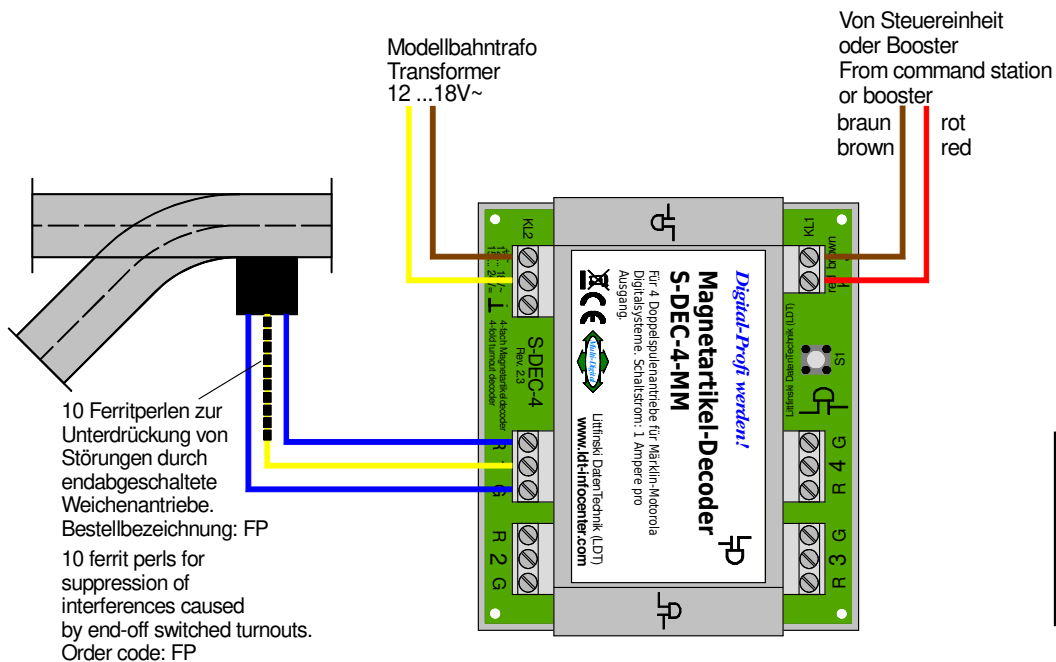 Modellbahntrafo
Transformer
12 ...18V~
Von Steuereinheit
oder Booster
From command station
or booster
braun rot
brown red
10 Ferritperlen zur
Unterdrückung von
Störungen durch
endabgeschaltete
Weichenantriebe.
Bestellbezeichnung: FP
10 ferrit perls for
suppression of
interferences caused
by end-off switched turnouts.
Order code: FP
KL2
S-DEC-4
Rev. 2.3
4-fach Magnetartikeldecoder
4-fold turnout decoder
R 1 G
R 2 G
Digital-Profi werden!
Magnetartikel-Decoder
S-DEC-4-MM
Für 4 Doppelspulenantriebe für Märklin-Motorola
Digitalsysteme. Schaltstrom: 1 Ampere pro
Ausgang.
CE
Multi-Digital
Littfinski DatenTechnik (LDT)
www.ldt-infocenter.com
KL1
red brown
S1
Littfinski Datentechnik (LDT)
R 4 G
R 3 G